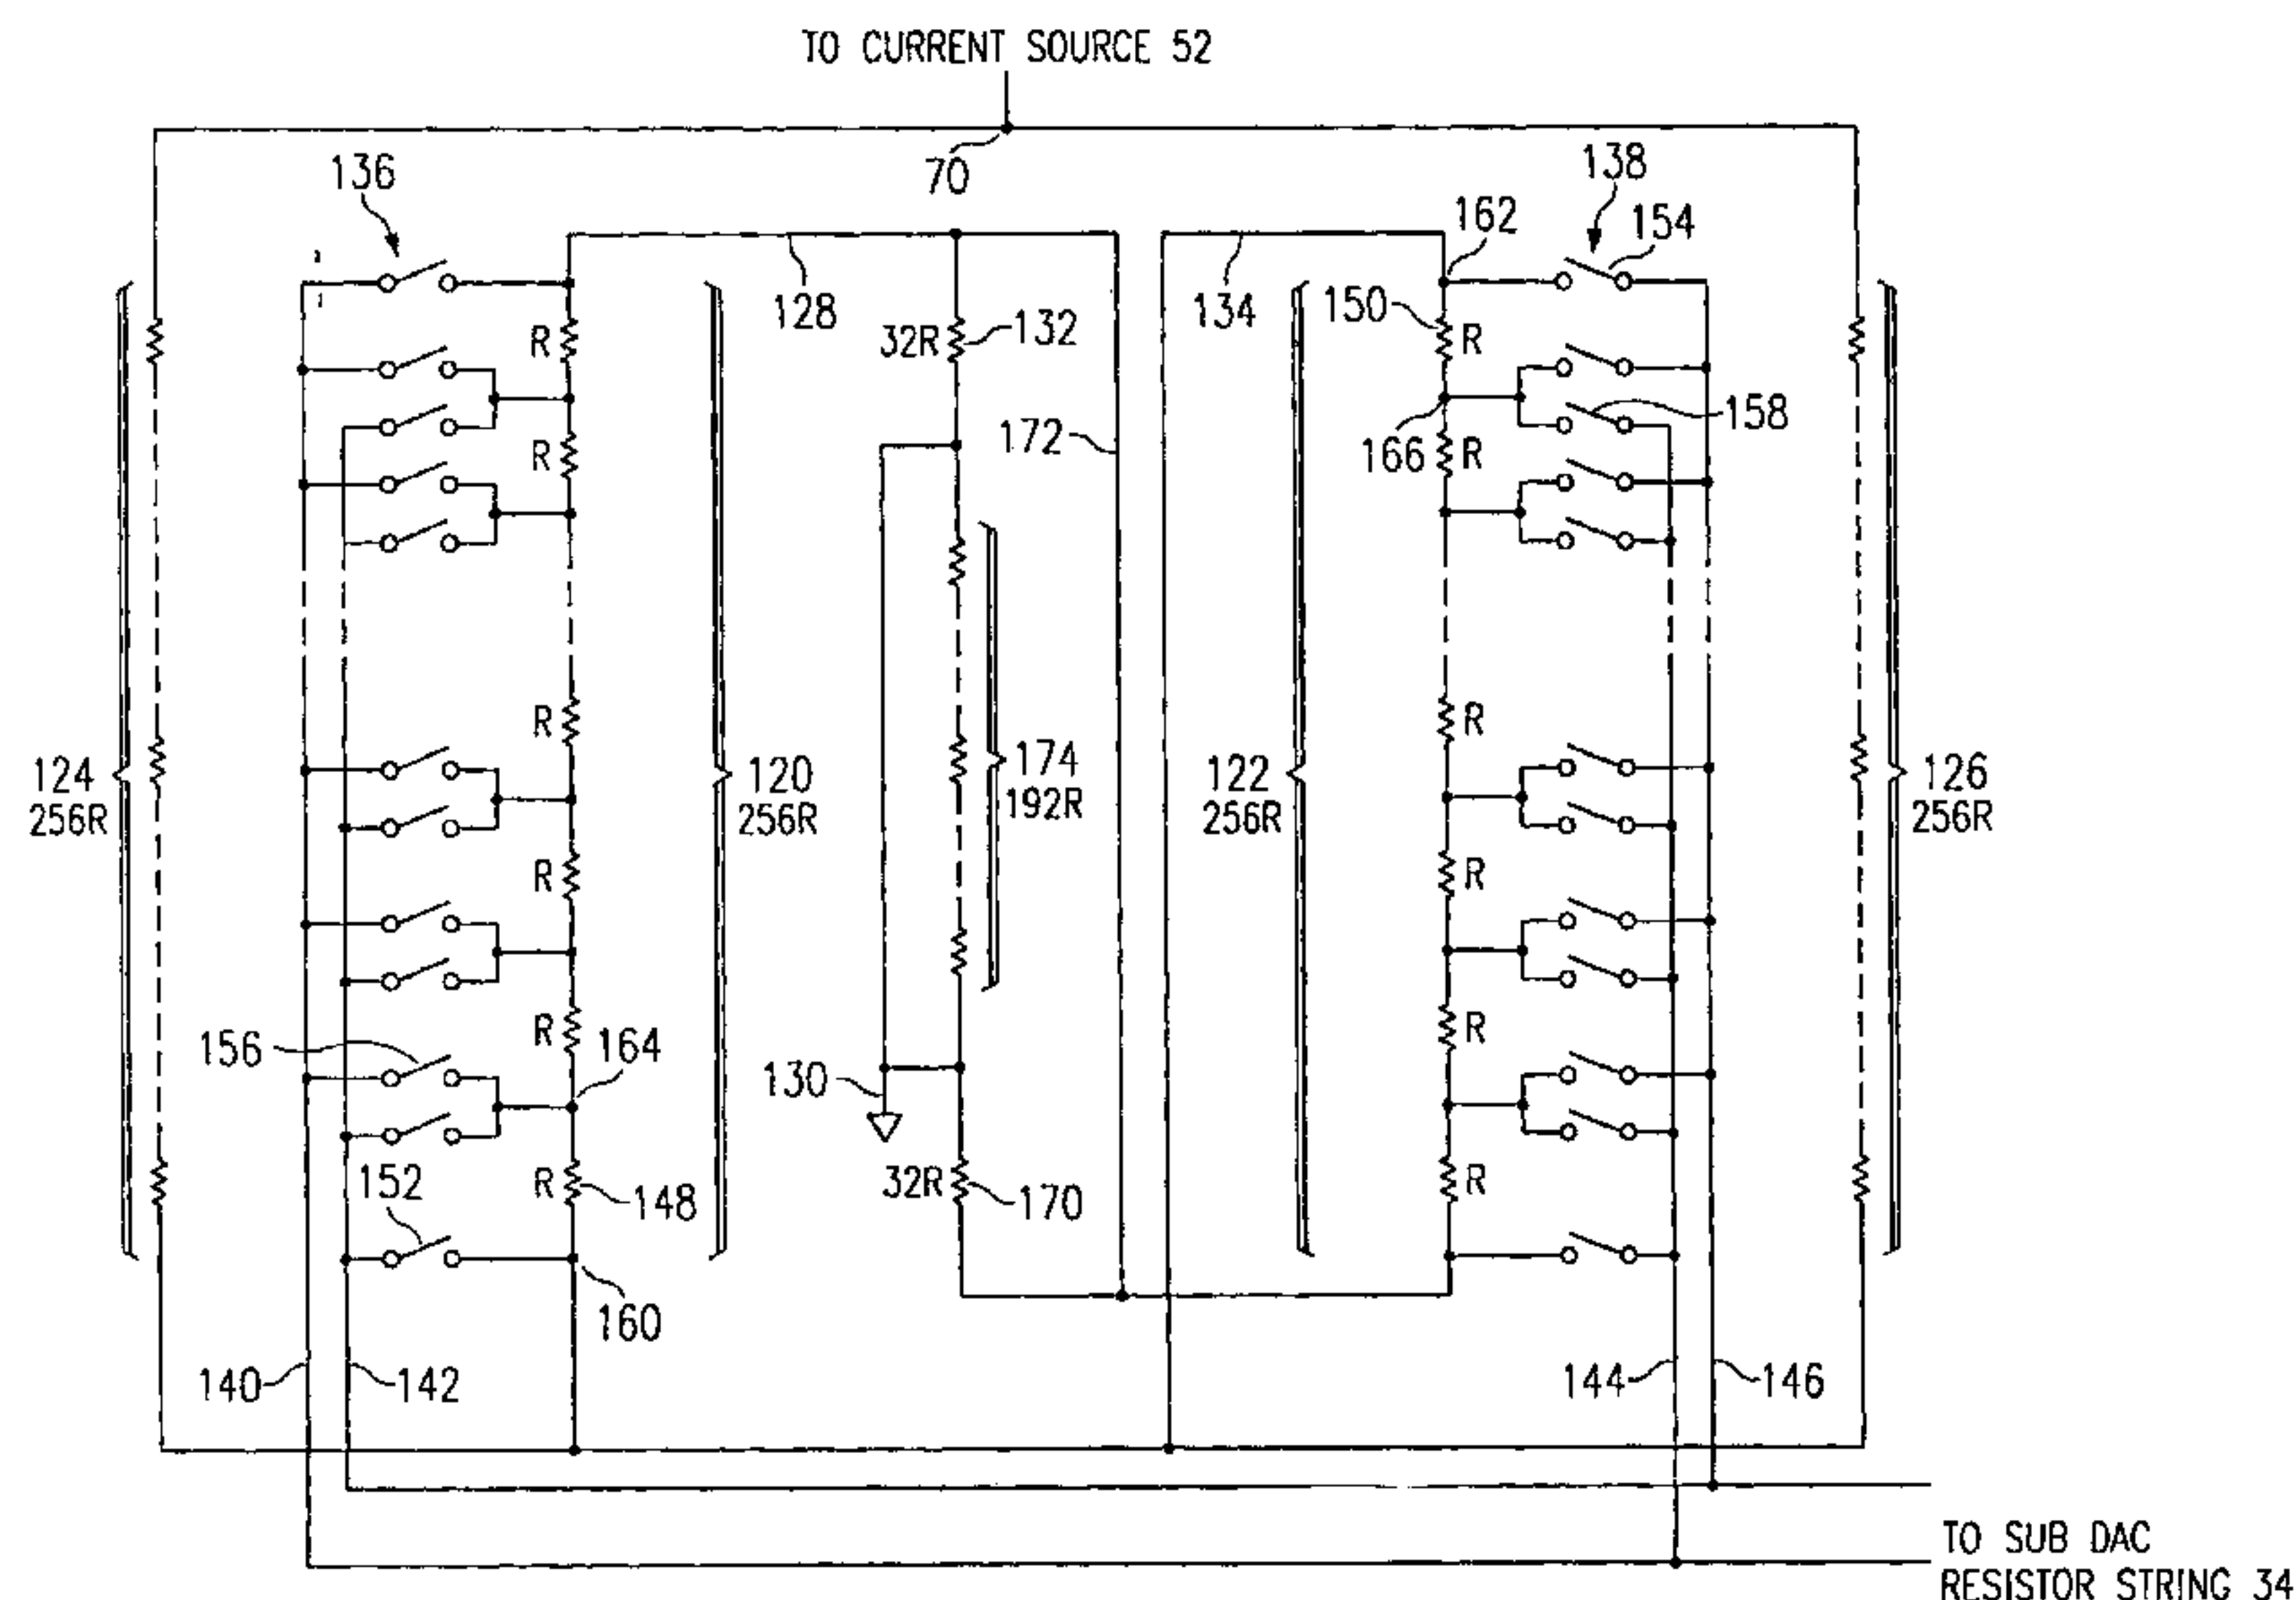 TO CURRENT SOURCE 52
70
136
138
154
162
128
134
150
R
R
32R
132
158
R
172
166
R
R
R
124
256R
120
256R
174
192R
122
256R
126
256R
R
R
R
R
156
164
130
152
R
148
32R
170
R
160
140
142
144
146
TO SUB DAC
RESISTOR STRING 34